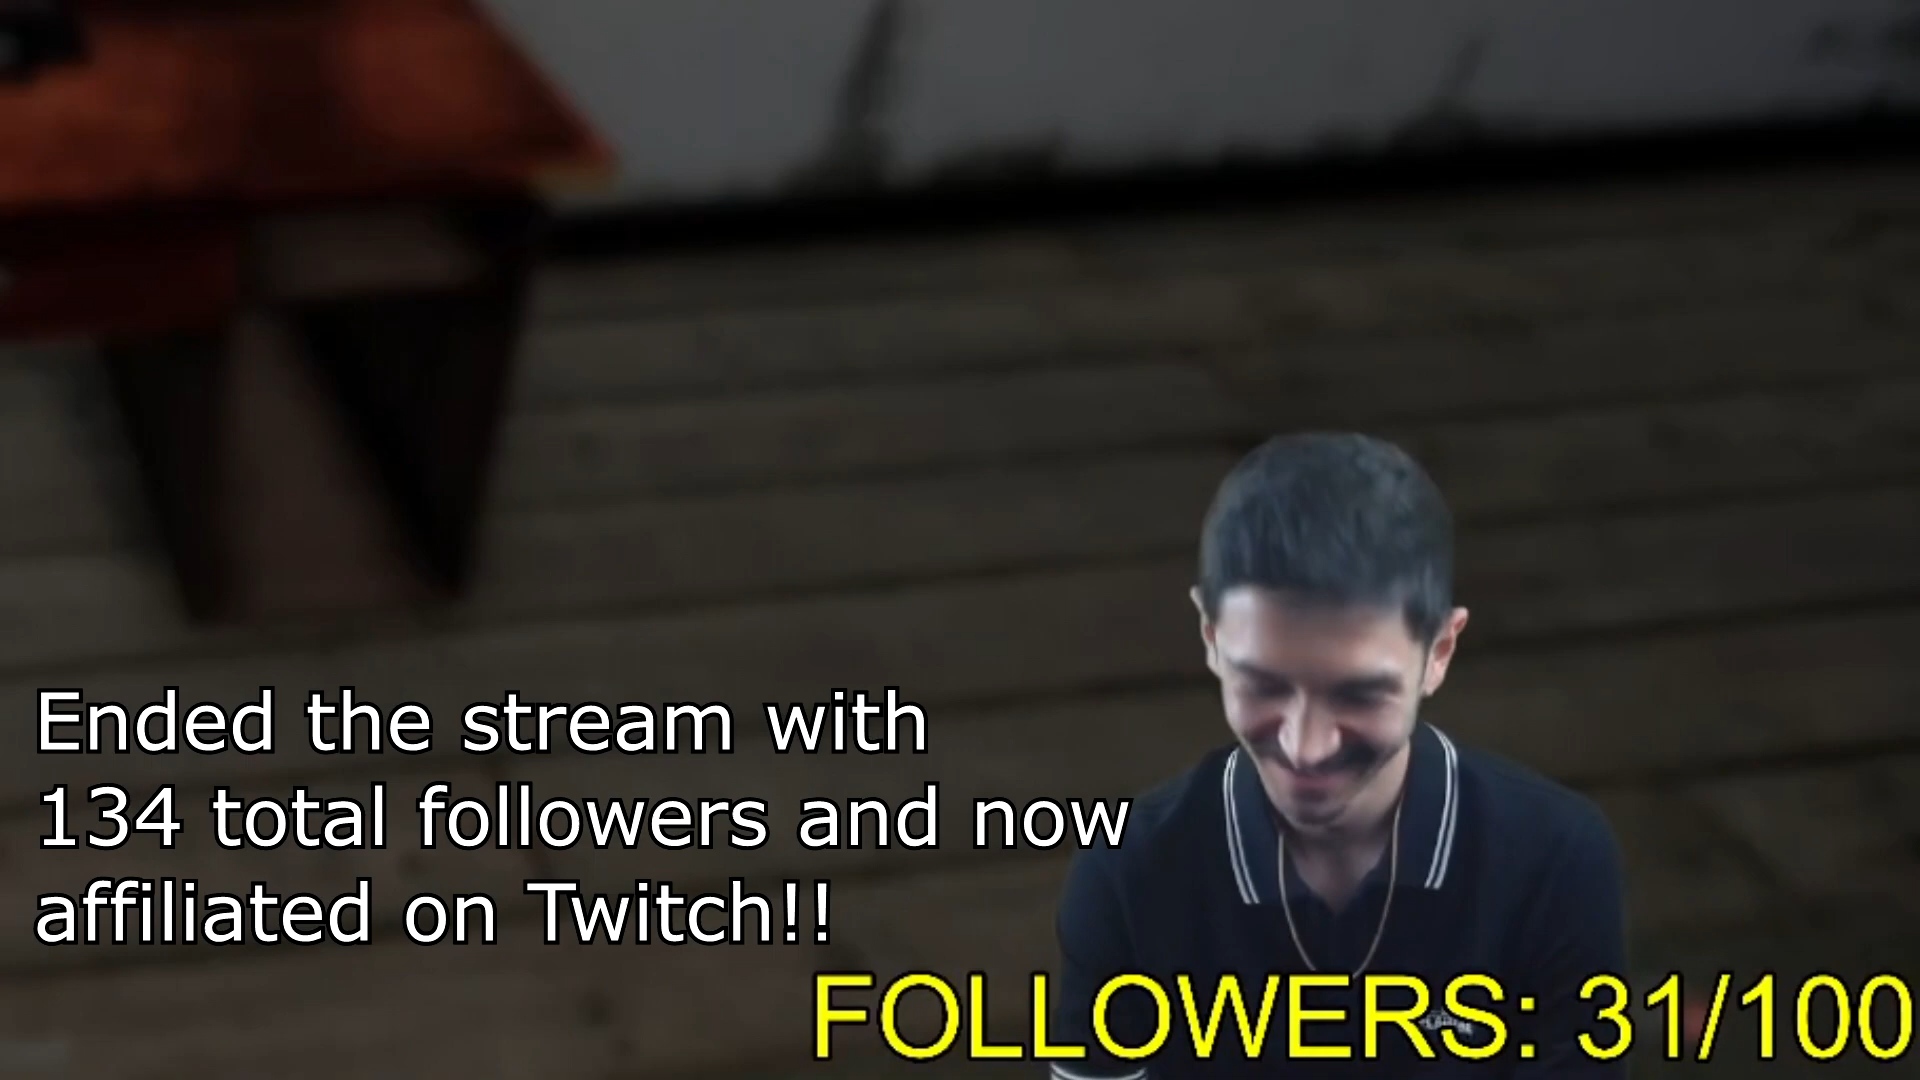 Ended the stream with
134 total followers and now
affiliated on Twitch!!
FOLLOWERS: 31/100